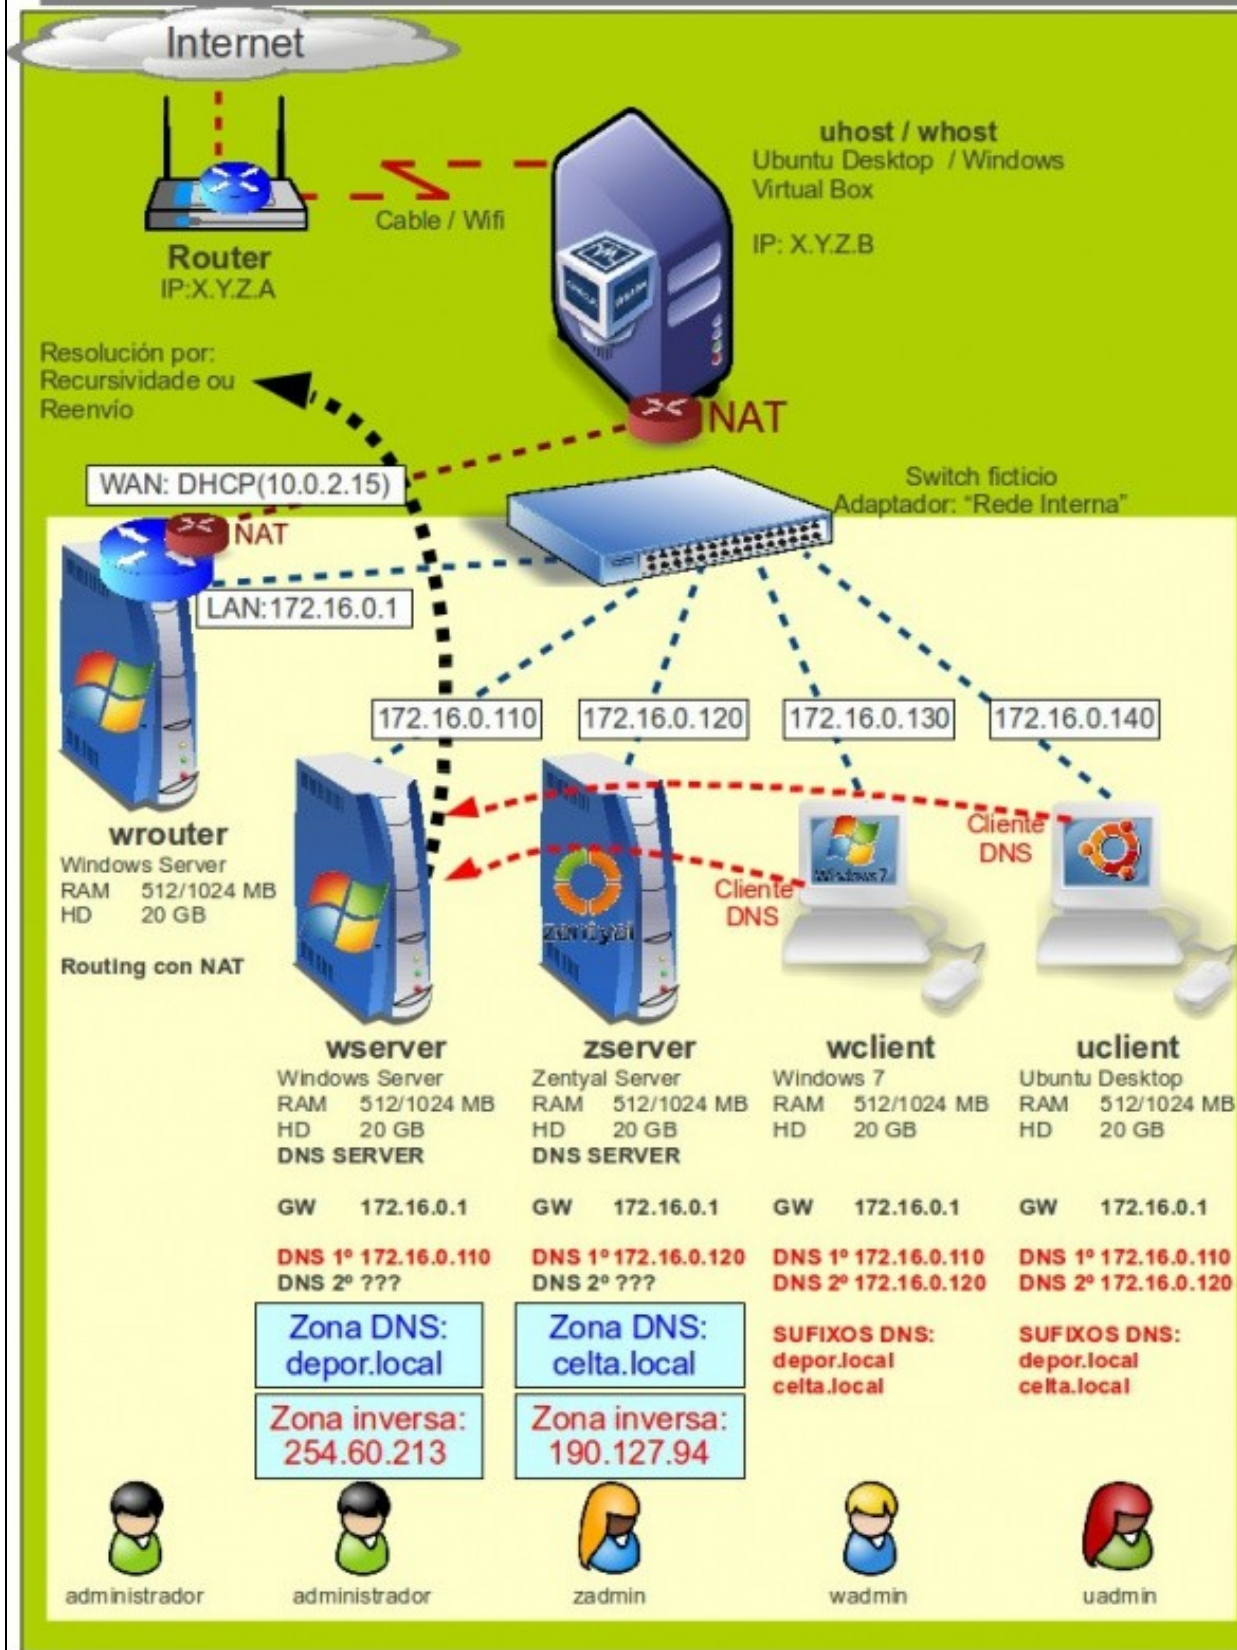 Internet
uhost / whost
Ubuntu Desktop / Windows
Virtual Box
IP: X.Y.Z.B
Cable / Wifi
Router
IP:X.Y.Z.A
Resolución por:
Recursividade ou
Reenvío
NAT
WAN: DHCP(10.0.2.15)
Switch ficticio
Adaptador: “Rede Interna”
NAT
LAN:172.16.0.1
172.16.0.110
172.16.0.120
172.16.0.130
172.16.0.140
wrouter
Windows Server
RAM 512/1024 MB
HD 20 GB
Routing con NAT
zentyal
Windows 7
Cliente
DNS
Cliente
DNS
wserver
Windows Server
RAM 512/1024 MB
HD 20 GB
DNS SERVER
GW 172.16.0.1
DNS 1º 172.16.0.110
DNS 2º ???
Zona DNS:
depor.local
Zona inversa:
254.60.213
zserver
Zentyal Server
RAM 512/1024 MB
HD 20 GB
DNS SERVER
GW 172.16.0.1
DNS 1º 172.16.0.120
DNS 2º ???
Zona DNS:
celta.local
Zona inversa:
190.127.94
wclient
Windows 7
RAM 512/1024 MB
HD 20 GB
GW 172.16.0.1
DNS 1º 172.16.0.110
DNS 2º 172.16.0.120
SUFIXOS DNS:
depor.local
celta.local
uclient
Ubuntu Desktop
RAM 512/1024 MB
HD 20 GB
GW 172.16.0.1
DNS 1º 172.16.0.110
DNS 2º 172.16.0.120
SUFIXOS DNS:
depor.local
celta.local
administrador
administrador
zadmin
wadmin
uadmin